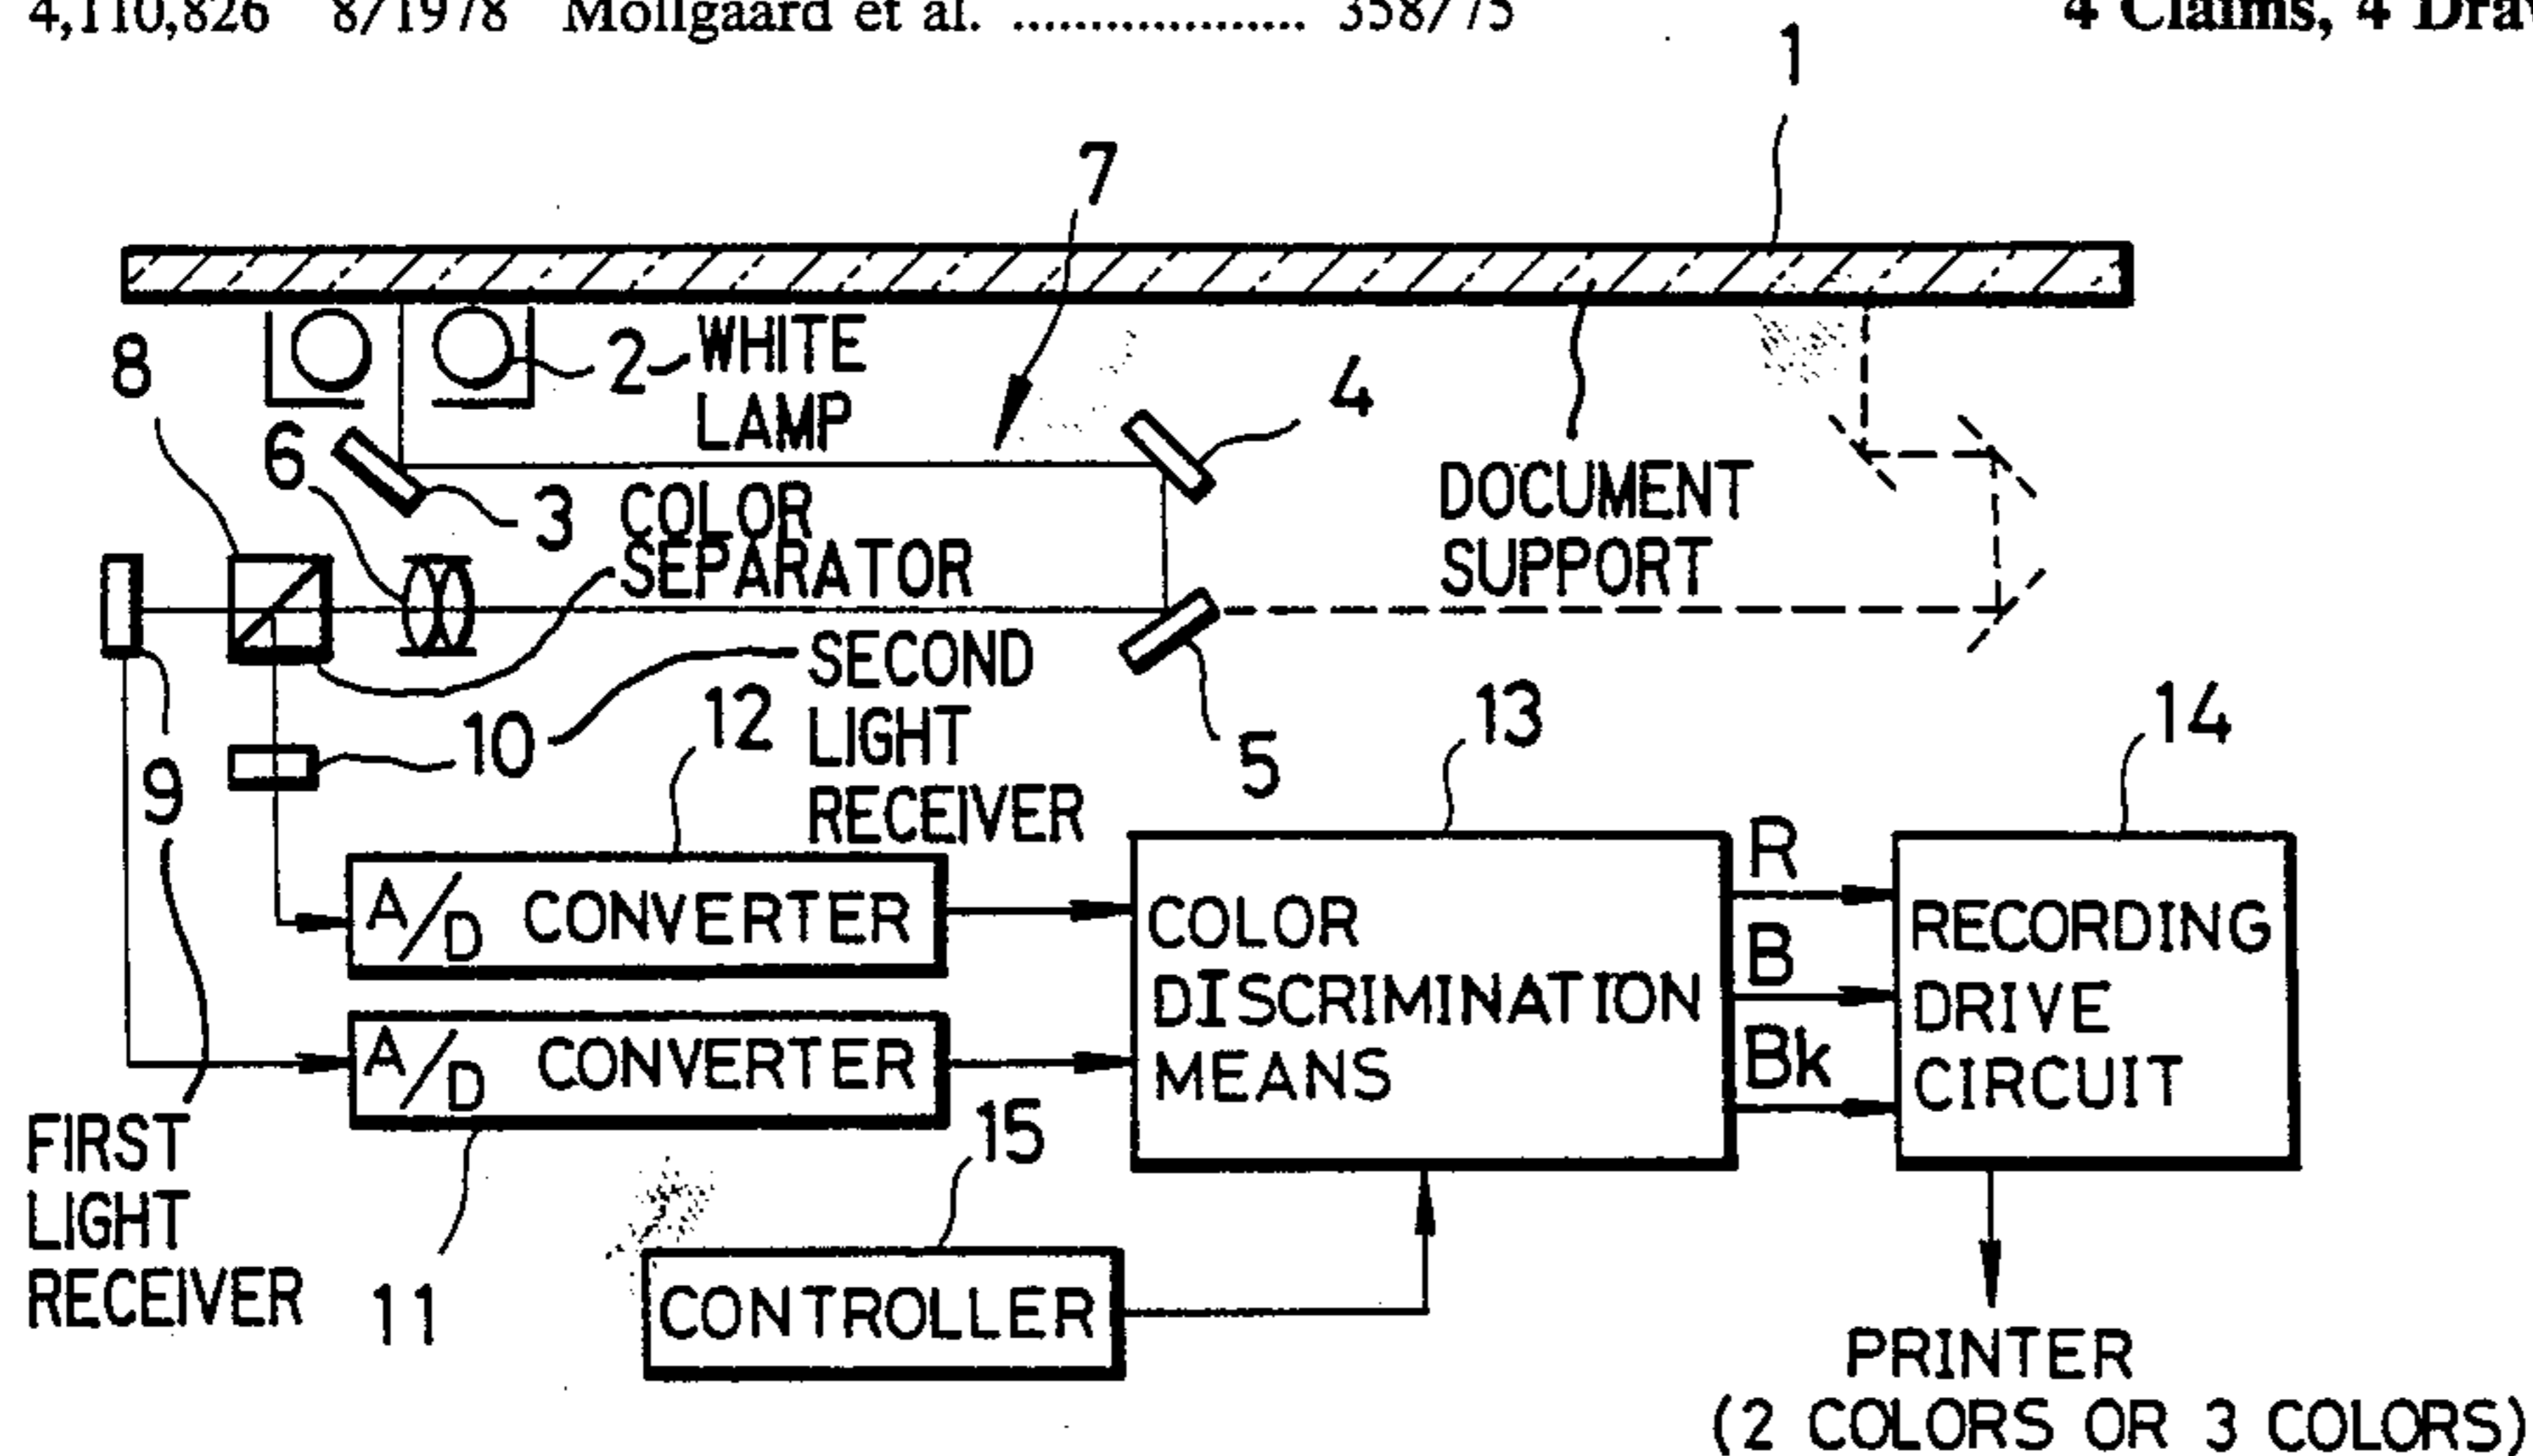 4,110,826 8/1978 Mollgaard et al. .................. 358/75
4 Claims, 4 Dra
1
7
2 WHITE
LAMP
8
4
6
3
COLOR
SEPARATOR
DOCUMENT
SUPPORT
SECOND
LIGHT
RECEIVER
10
12
5
13
14
9
A/D CONVERTER
COLOR
DISCRIMINATION
MEANS
R
B
Bk
RECORDING
DRIVE
CIRCUIT
A/D CONVERTER
FIRST
LIGHT
RECEIVER
11
15
CONTROLLER
PRINTER
(2 COLORS OR 3 COLORS)